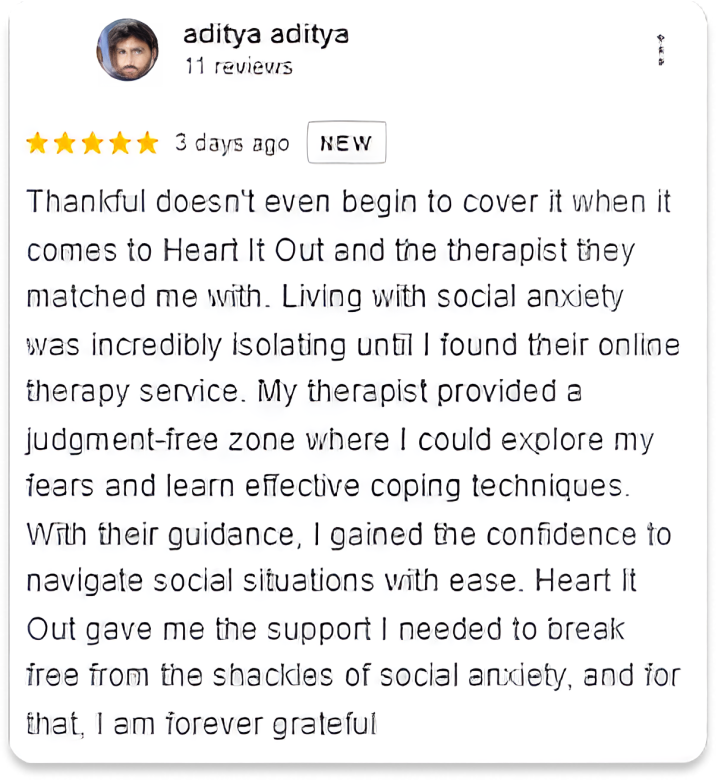 aditya aditya
11 reviews
3 days ago NEW
Thankful doesn't even begin to cover it when it
comes to Heart It Out and the therapist they
matched me with. Living with social anxiety
was incredibly isolating until I found their online
therapy service. My therapist provided a
judgment-free zone where I could explore my
fears and learn effective coping techniques.
With their guidance, I gained the confidence to
navigate social situations with ease. Heart It
Out gave me the support I needed to break
free from the shackles of social anxiety, and for
that, I am forever grateful